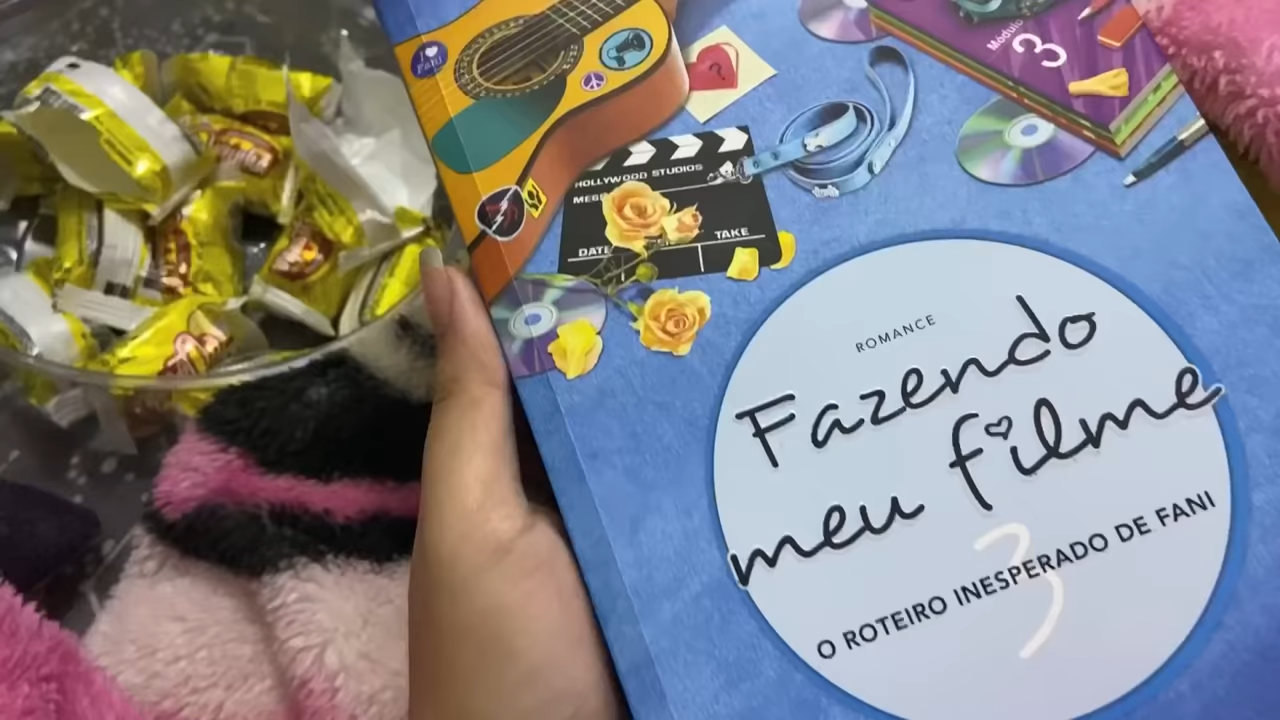 I
Fani
Módulo
3
?
HOLLYWOOD STUDIOS
DATE
TAKE
ROMANCE
Fazendo
meu filme
3
O ROTEIRO INESPERADO DE FANI